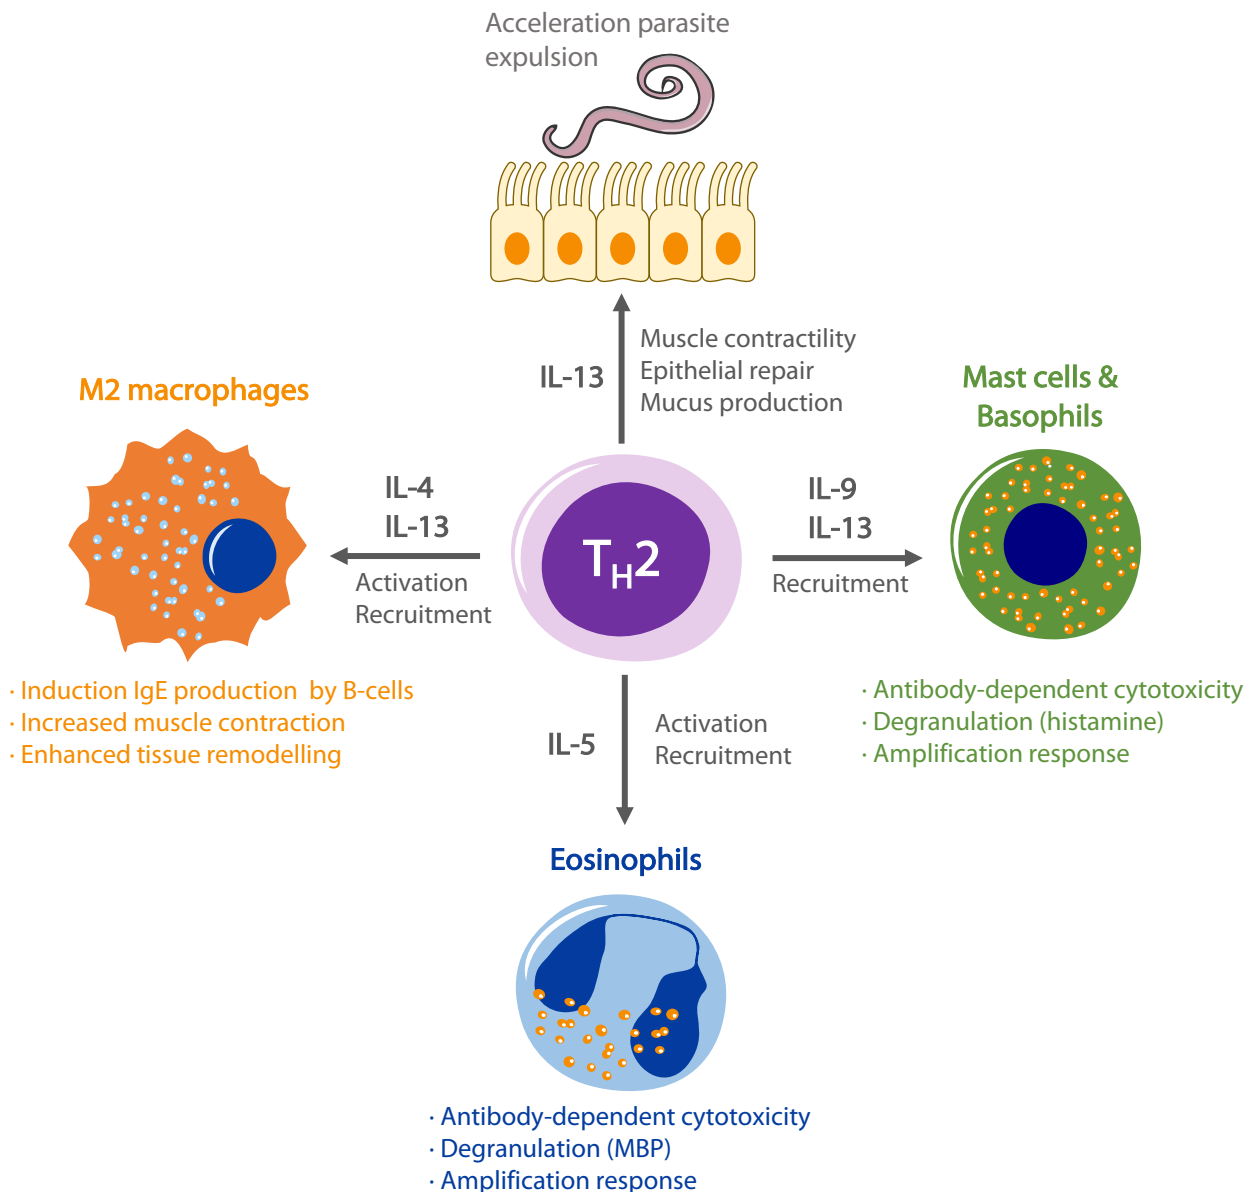 Acceleration parasite
expulsion
IL-13
Muscle contractility
Epithelial repair
Mucus production
M2 macrophages
IL-4
IL-13
Activation
Recruitment
· Induction IgE production by B-cells
· Increased muscle contraction
· Enhanced tissue remodelling
TH2
Mast cells &
Basophils
IL-9
IL-13
Recruitment
· Antibody-dependent cytotoxicity
· Degranulation (histamine)
· Amplification response
IL-5
Activation
Recruitment
Eosinophils
· Antibody-dependent cytotoxicity
· Degranulation (MBP)
· Amplification response